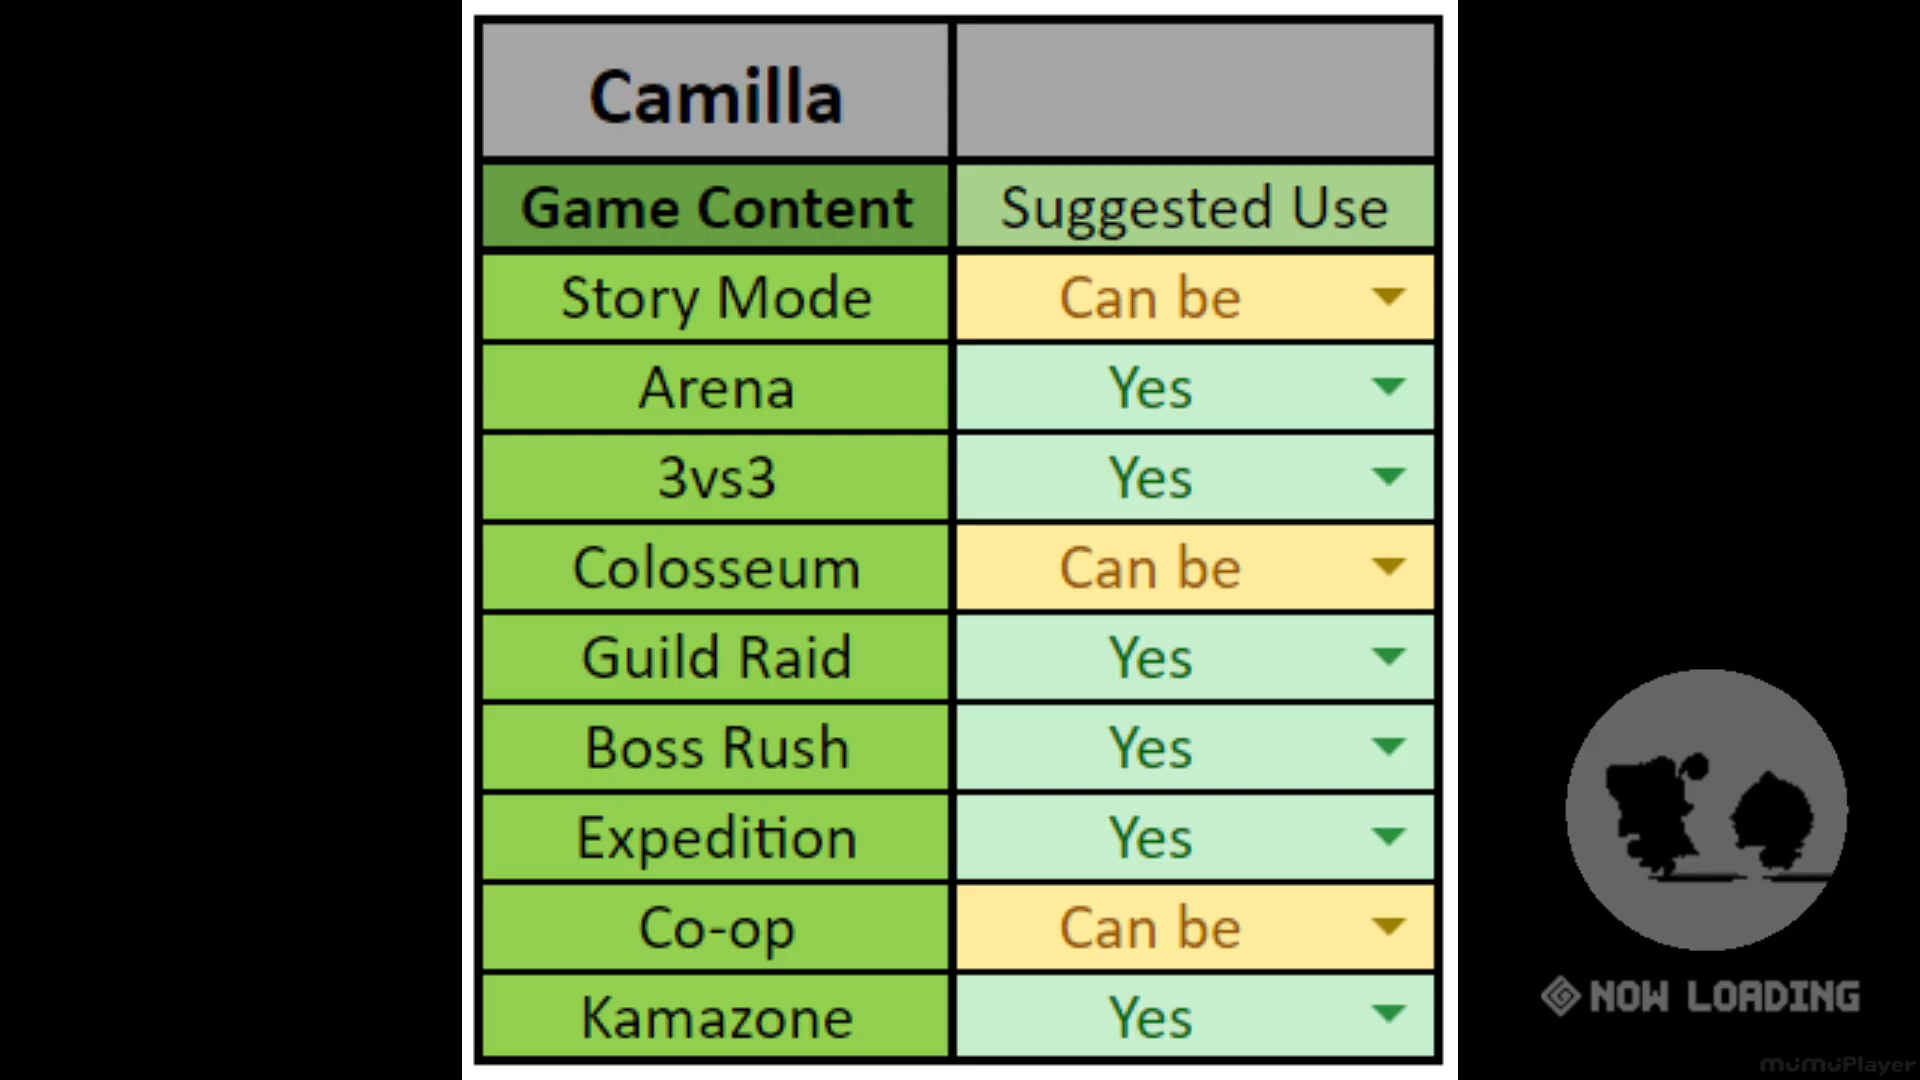 Camilla
Game Content Suggested Use
Story Mode Can be
Arena Yes
3vs3 Yes
Colosseum Can be
Guild Raid Yes
Boss Rush Yes
Expedition Yes
Co-op Can be
Kamazone Yes
NOW LOADING
MuMuPlayer